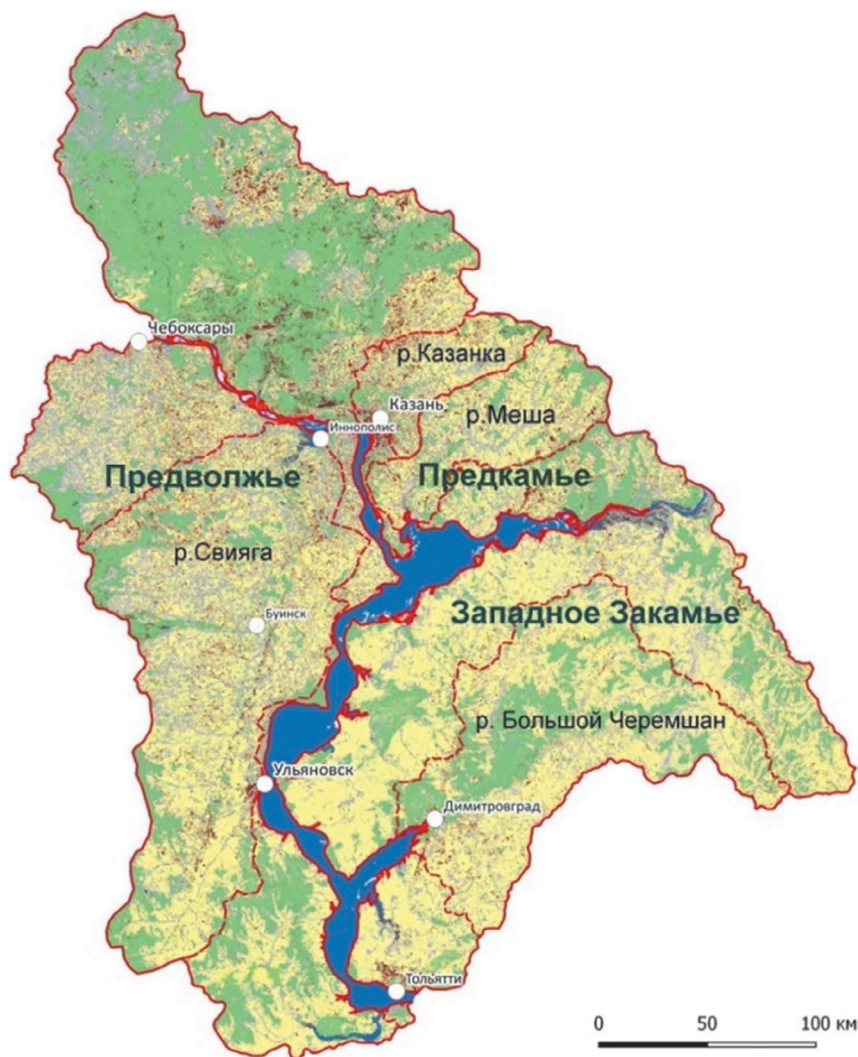 Чебоксары
р.Казанка
Казань
р.Меша
Иннополис
Предволжье
Предкамье
р.Свияга
Буинск
Западное Закамье
р. Большой Черемшан
Ульяновск
Димитровград
Тольятти
0 50 100 км